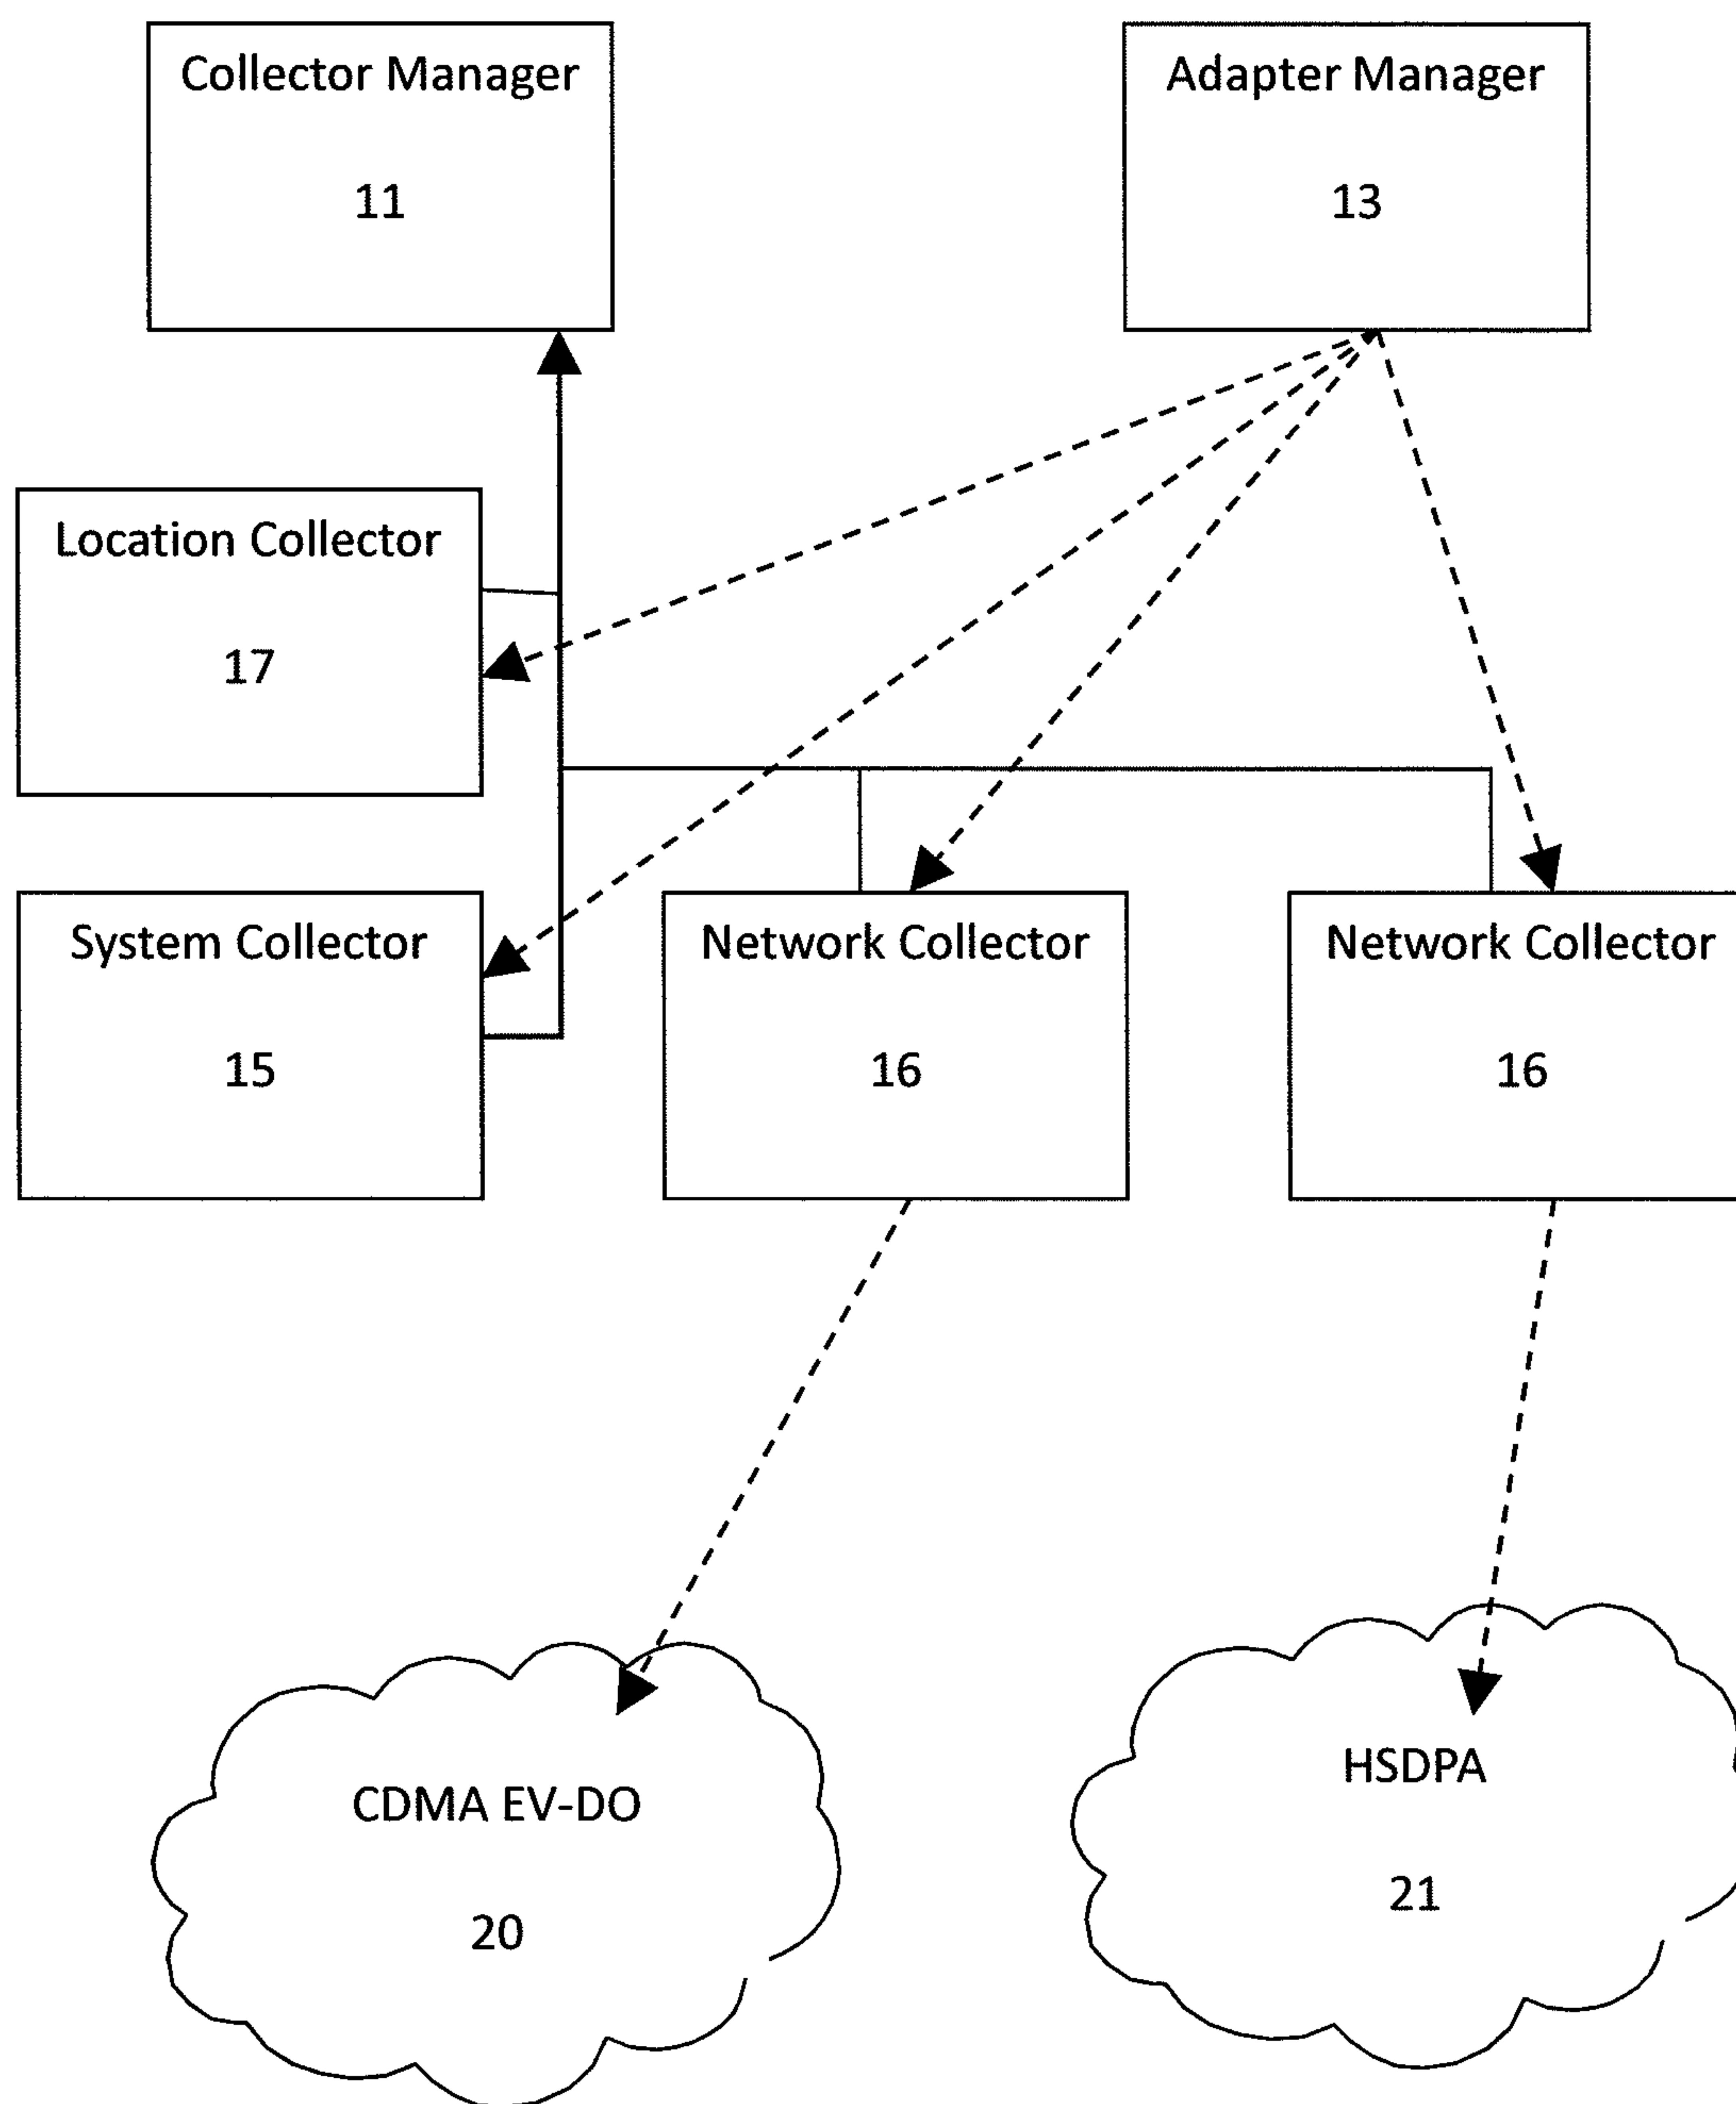 Collector Manager
11
Adapter Manager
13
Location Collector
17
System Collector
15
Network Collector
16
Network Collector
16
CDMA EV-DO
20
HSDPA
21